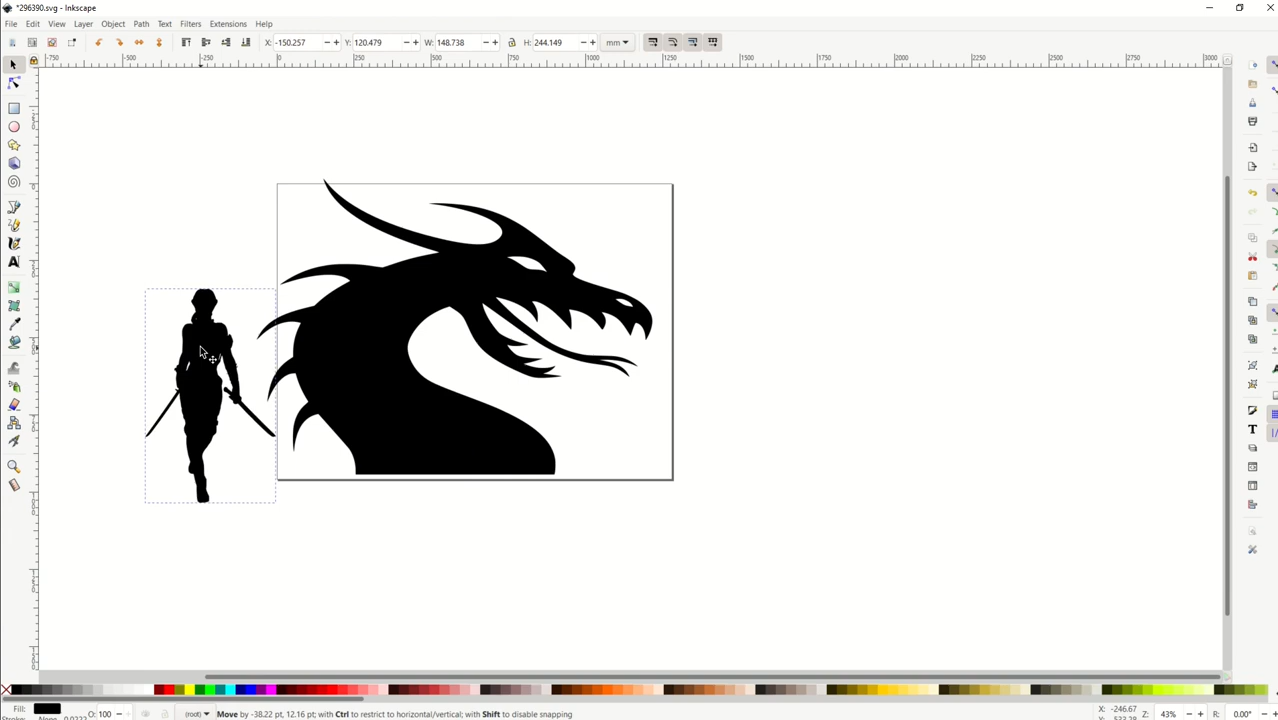 *296390.svg - Inkscape
File Edit View Layer Object Path Text Filters Extensions Help
X: -150.257 Y: 120.479 W: 148.738 H: 244.149 mm
-750 -500 -250 0 250 500 750 1000 1250 1500 1750 2000 2250 2500 2750 3000
Fill: O: 100 (root) Move by -38.22 pt, 12.16 pt; with Ctrl to restrict to horizontal/vertical; with Shift to disable snapping X: -246.67 Z: 43% R: 0.00°